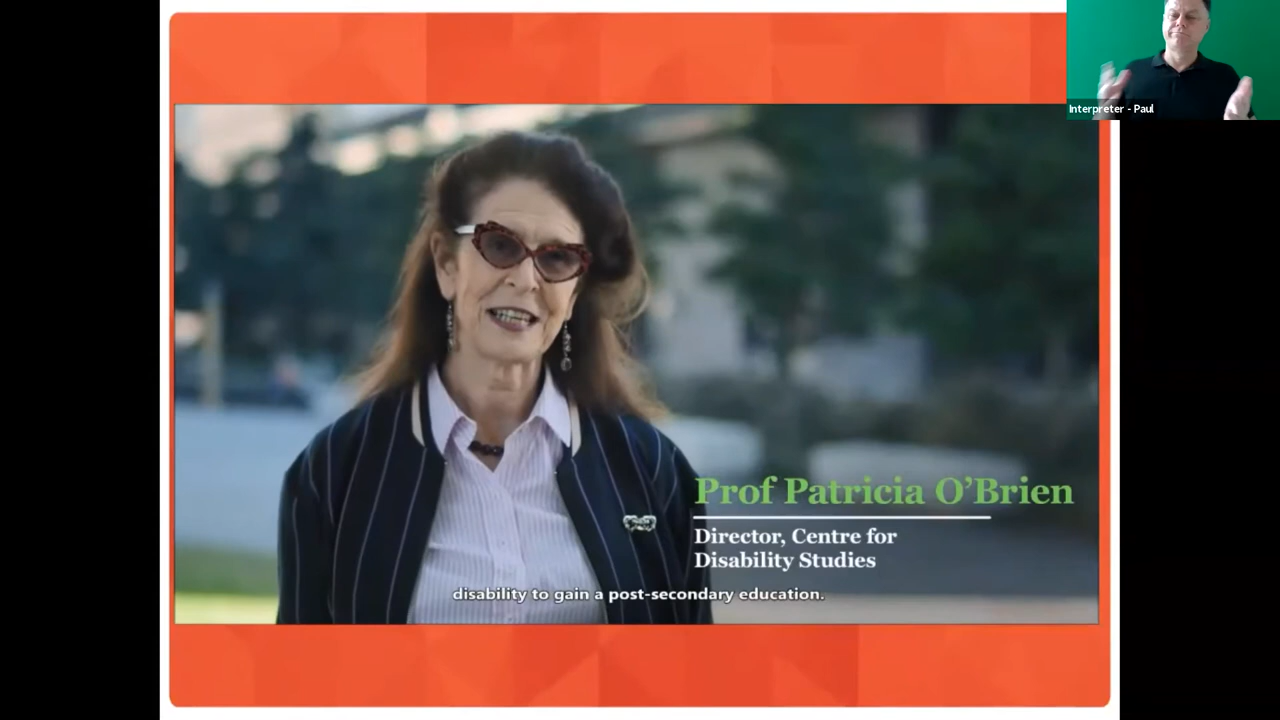 Interpreter - Paul
Prof Patricia O'Brien
Director, Centre for
Disability Studies
disability to gain a post-secondary education.